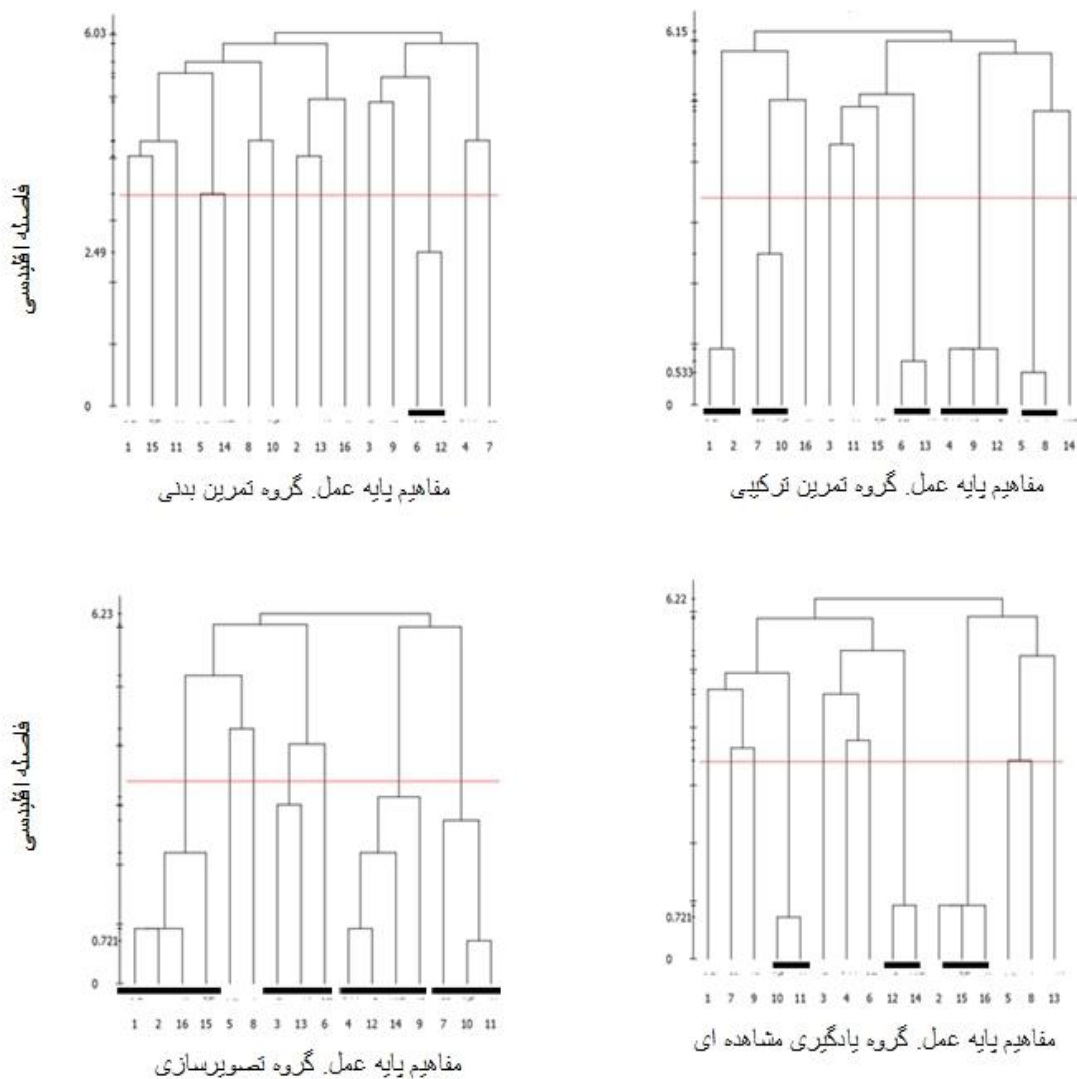 6.03
2.49
0
فاصله اقلیدسی
1 15 11 5 14 8 10 2 13 16 3 9 6 12 4 7
مفاهیم پایه عمل. گروه تمرین بدنی
6.15
0.533
0
1 2 7 10 16 3 11 15 6 13 4 9 12 5 8 14
مفاهیم پایه عمل. گروه تمرین ترکیبی
6.23
0.721
0
فاصله اقلیدسی
1 2 16 15 5 8 3 13 6 4 12 14 9 7 10 11
مفاهیم پایه عمل. گروه تصویرسازی
6.22
0.721
0
1 7 9 10 11 3 4 6 12 14 2 15 16 5 8 13
مفاهیم پایه عمل. گروه یادگیری مشاهده ای